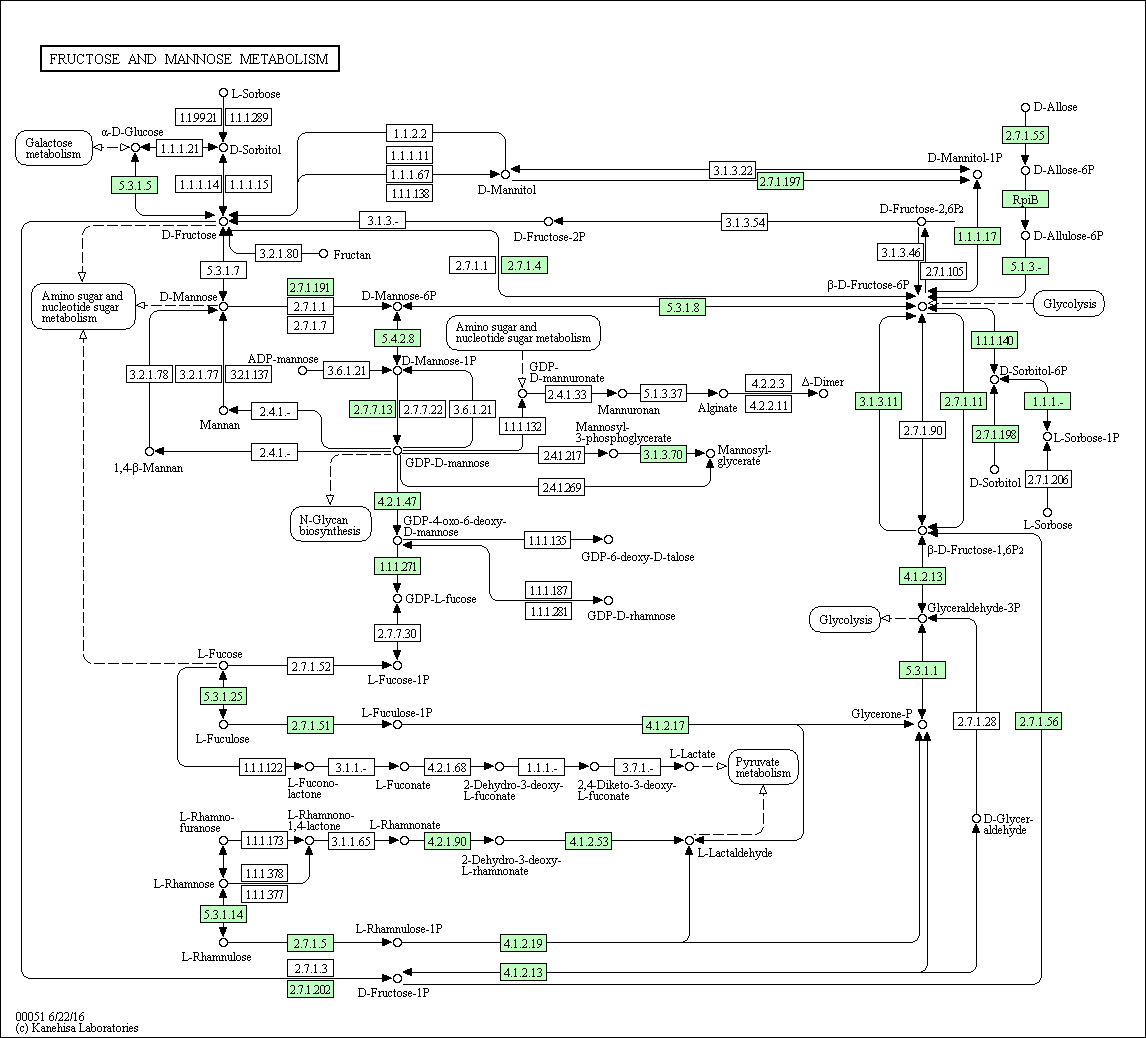 FRUCTOSE AND MANNOSE METABOLISM
L-Sorbose
1.1.99.21
1.1.1.289
α-D-Glucose
Galactose
metabolism
1.1.1.21
D-Sorbitol
5.3.1.5
1.1.1.14
1.1.1.15
1.1.2.2
1.1.1.11
1.1.1.67
1.1.1.138
D-Mannitol
3.1.3.22
2.7.1.197
D-Mannitol-1P
D-Allose
2.7.1.55
D-Allose-6P
RpiB
D-Allulose-6P
5.1.3.-
D-Fructose
3.1.3.-
D-Fructose-2P
3.1.3.54
D-Fructose-2,6P2
1.1.1.17
3.2.1.80
Fructan
5.3.1.7
2.7.1.1
2.7.1.4
3.1.3.46
2.7.1.105
β-D-Fructose-6P
Glycolysis
Amino sugar and
nucleotide sugar
metabolism
D-Mannose
2.7.1.191
2.7.1.1
2.7.1.7
D-Mannose-6P
5.3.1.8
5.4.2.8
Amino sugar and
nucleotide sugar metabolism
1.1.1.140
ADP-mannose
3.6.1.21
D-Mannose-1P
GDP-
D-mannuronate
D-Sorbitol-6P
3.2.1.78
3.2.1.77
3.2.1.137
2.4.1.33
Mannuronan
5.1.3.37
Alginate
4.2.2.3
4.2.2.11
Δ-Dimer
Mannan
2.4.1.-
2.7.7.13
2.7.7.22
3.6.1.21
1.1.1.132
3.1.3.11
2.7.1.11
2.7.1.90
1.1.1.-
L-Sorbose-1P
2.7.1.198
Mannosyl-
3-phosphoglycerate
1,4-β-Mannan
2.4.1.-
GDP-D-mannose
2.4.1.217
3.1.3.70
Mannosyl-
glycerate
2.4.1.269
D-Sorbitol
2.7.1.206
L-Sorbose
N-Glycan
biosynthesis
4.2.1.47
GDP-4-oxo-6-deoxy-
D-mannose
1.1.1.135
GDP-6-deoxy-D-talose
β-D-Fructose-1,6P2
1.1.1.271
4.1.2.13
GDP-L-fucose
1.1.1.187
1.1.1.281
GDP-D-rhamnose
Glycolysis
Glyceraldehyde-3P
2.7.7.30
L-Fucose
2.7.1.52
L-Fucose-1P
5.3.1.1
5.3.1.25
L-Fuculose
2.7.1.51
L-Fuculose-1P
4.1.2.17
Glycerone-P
2.7.1.28
2.7.1.56
1.1.1.122
L-Fucono-
lactone
3.1.1.-
L-Fuconate
4.2.1.68
2-Dehydro-3-deoxy-
L-fuconate
1.1.1.-
2,4-Diketo-3-deoxy-
L-fuconate
3.7.1.-
L-Lactate
Pyruvate
metabolism
L-Rhamno-
furanose
1.1.1.173
L-Rhamnono-
1,4-lactone
3.1.1.65
L-Rhamnonate
4.2.1.90
2-Dehydro-3-deoxy-
L-rhamnonate
4.1.2.53
L-Lactaldehyde
D-Glycer-
aldehyde
L-Rhamnose
1.1.1.378
1.1.1.377
5.3.1.14
L-Rhamnulose
2.7.1.5
L-Rhamnulose-1P
4.1.2.19
2.7.1.3
2.7.1.202
D-Fructose-1P
4.1.2.13
00051 6/22/16
(c) Kanehisa Laboratories